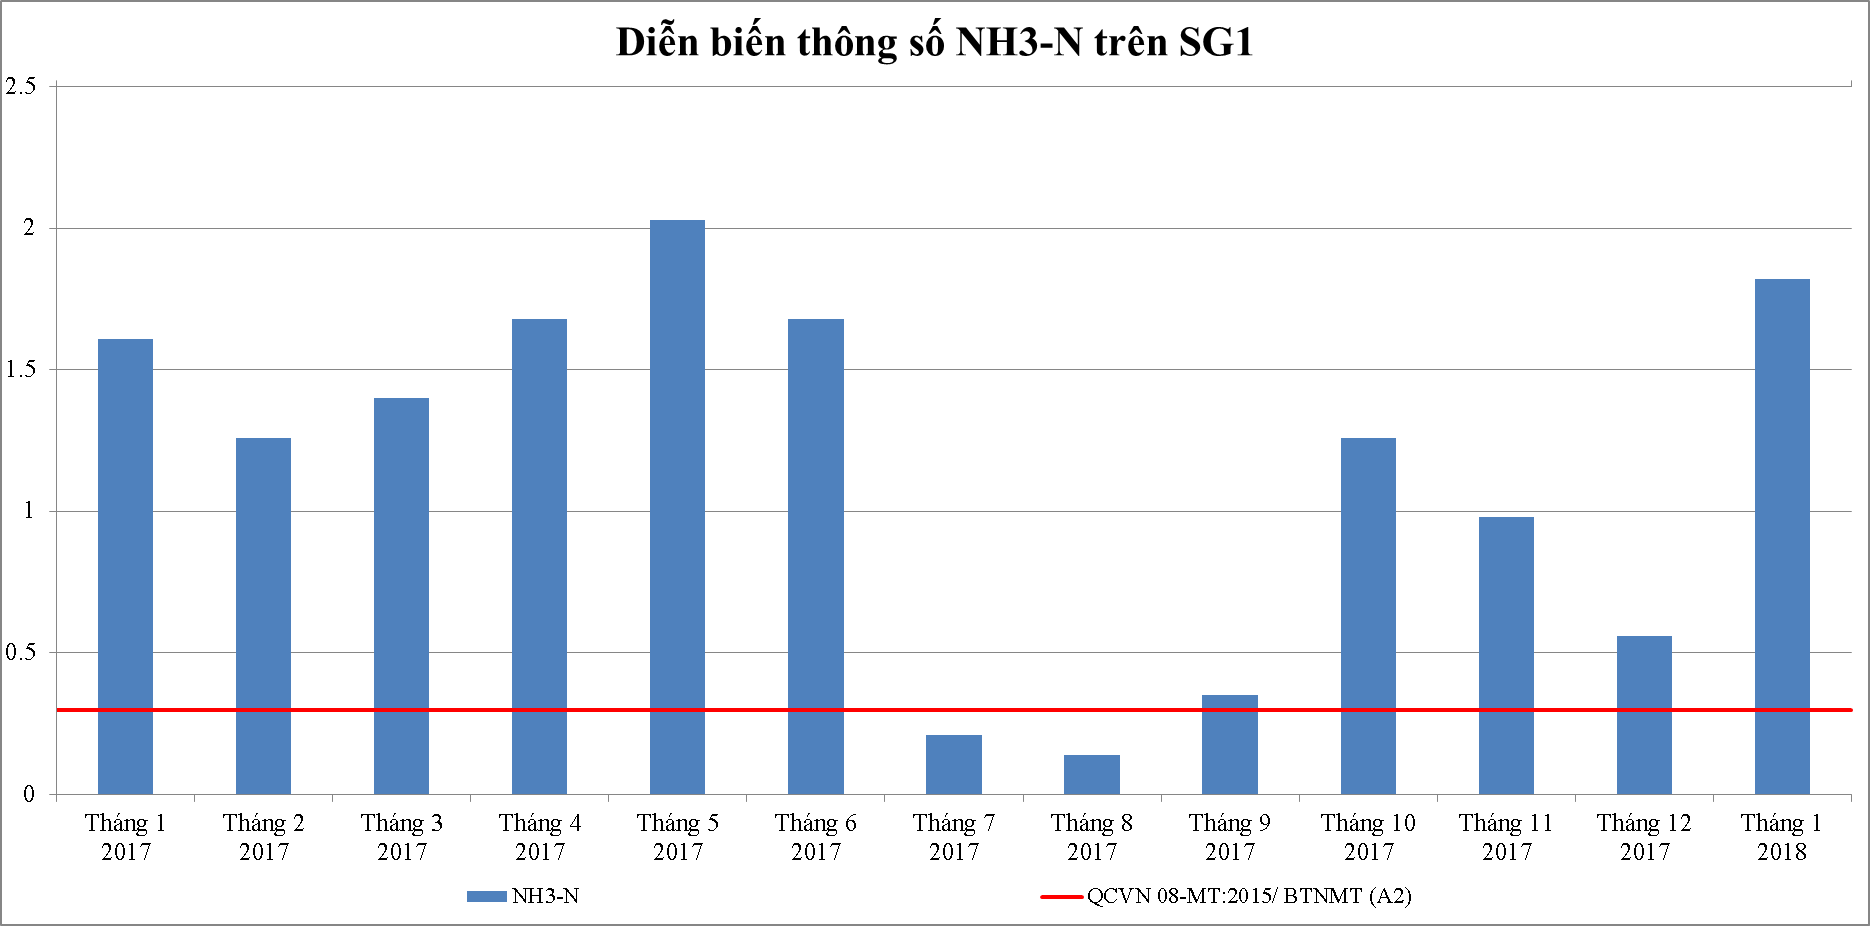 Diễn biến thông số NH3-N trên SG1
2.5
2
1.5
1
0.5
0
Tháng 1 Tháng 2 Tháng 3 Tháng 4 Tháng 5 Tháng 6 Tháng 7 Tháng 8 Tháng 9 Tháng 10 Tháng 11 Tháng 12 Tháng 1
2017 2017 2017 2017 2017 2017 2017 2017 2017 2017 2017 2017 2018
NH3-N QCVN 08-MT:2015/ BTNMT (A2)